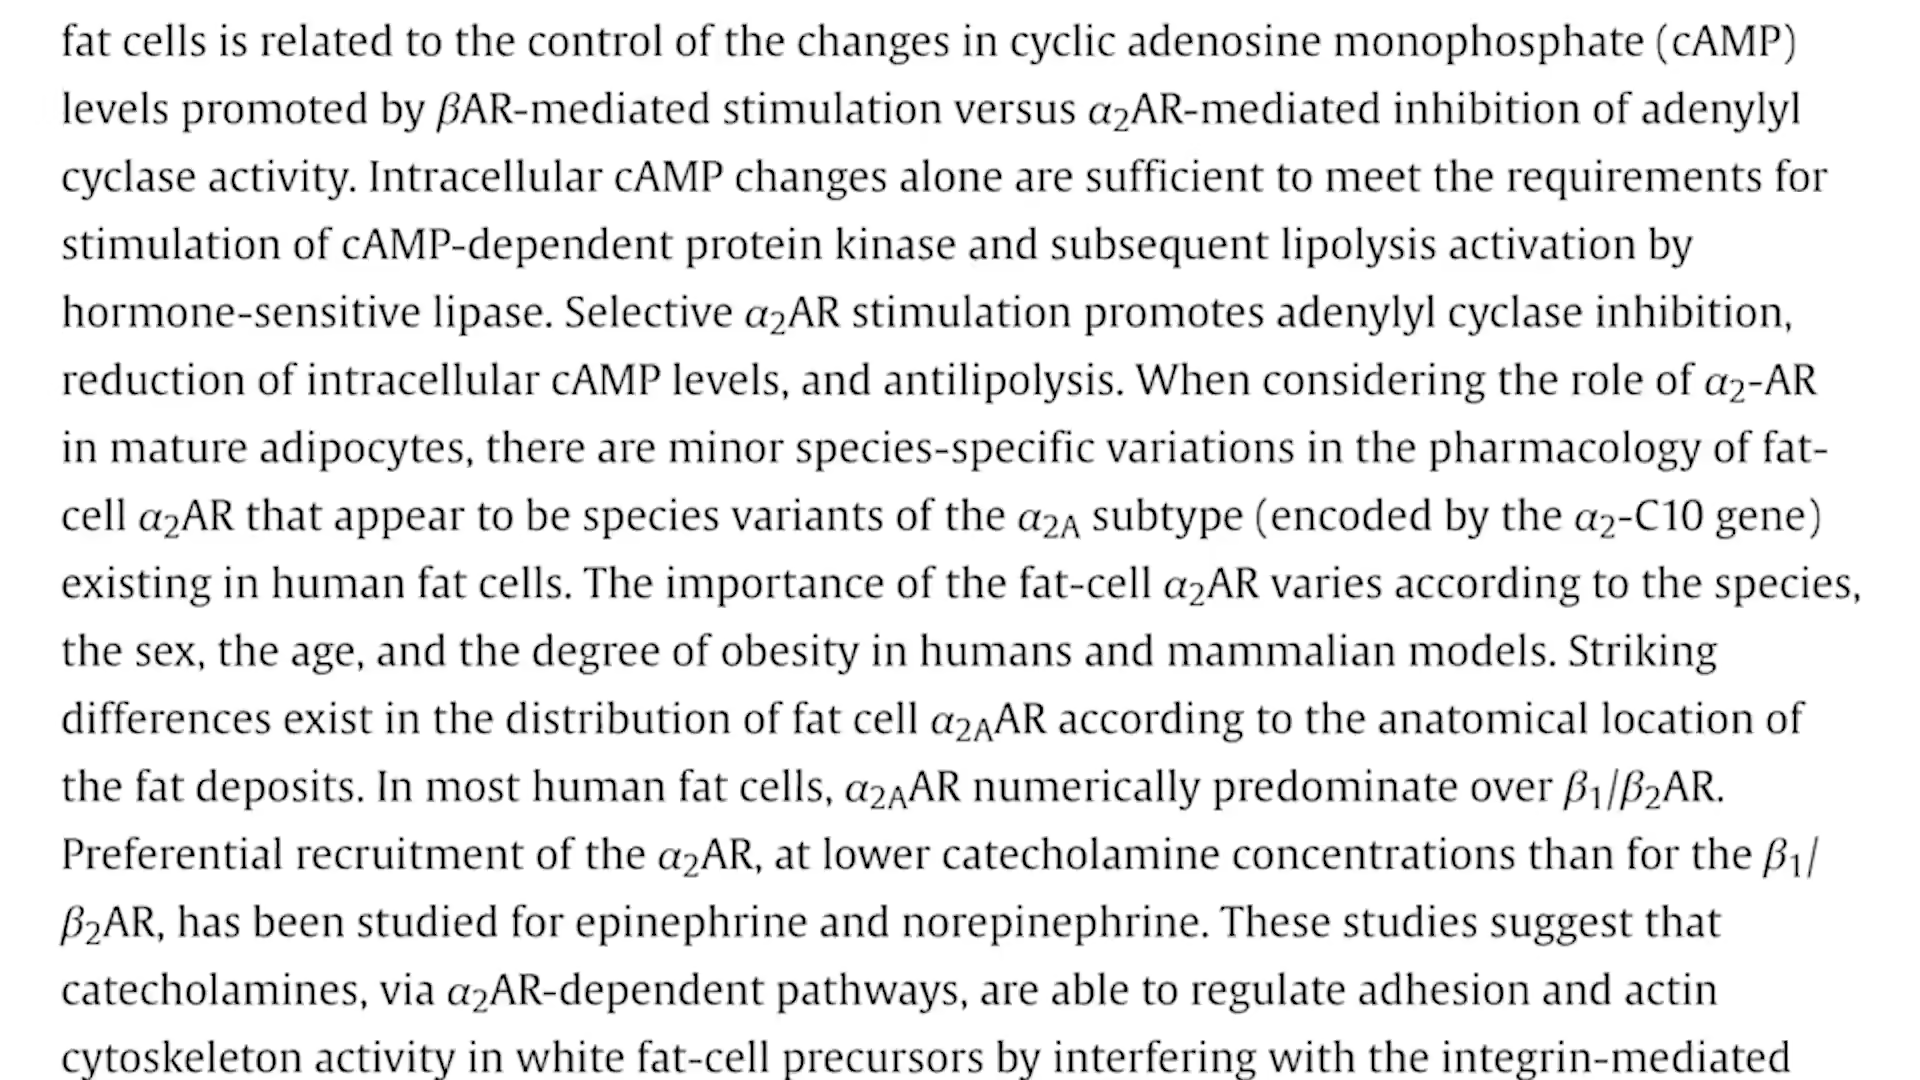 fat cells is related to the control of the changes in cyclic adenosine monophosphate (cAMP)
levels promoted by βAR-mediated stimulation versus α₂AR-mediated inhibition of adenylyl
cyclase activity. Intracellular cAMP changes alone are sufficient to meet the requirements for
stimulation of cAMP-dependent protein kinase and subsequent lipolysis activation by
hormone-sensitive lipase. Selective α₂AR stimulation promotes adenylyl cyclase inhibition,
reduction of intracellular cAMP levels, and antilipolysis. When considering the role of α₂-AR
in mature adipocytes, there are minor species-specific variations in the pharmacology of fat-
cell α₂AR that appear to be species variants of the α₂A subtype (encoded by the α₂-C10 gene)
existing in human fat cells. The importance of the fat-cell α₂AR varies according to the species,
the sex, the age, and the degree of obesity in humans and mammalian models. Striking
differences exist in the distribution of fat cell α₂AAR according to the anatomical location of
the fat deposits. In most human fat cells, α₂AAR numerically predominate over β₁/β₂AR.
Preferential recruitment of the α₂AR, at lower catecholamine concentrations than for the β₁/
β₂AR, has been studied for epinephrine and norepinephrine. These studies suggest that
catecholamines, via α₂AR-dependent pathways, are able to regulate adhesion and actin
cytoskeleton activity in white fat-cell precursors by interfering with the integrin-mediated